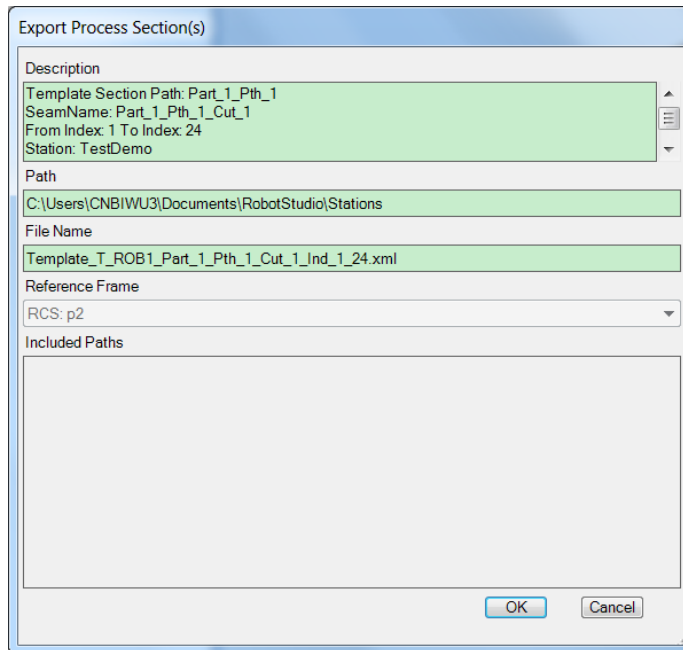 Export Process Section(s)
Description
Template Section Path: Part_1_Pth_1
SeamName: Part_1_Pth_1_Cut_1
From Index: 1 To Index: 24
Station: TestDemo
Path
C:\Users\CNBIWU3\Documents\RobotStudio\Stations
File Name
Template_T_ROB1_Part_1_Pth_1_Cut_1_Ind_1_24.xml
Reference Frame
RCS: p2
Included Paths
OK Cancel